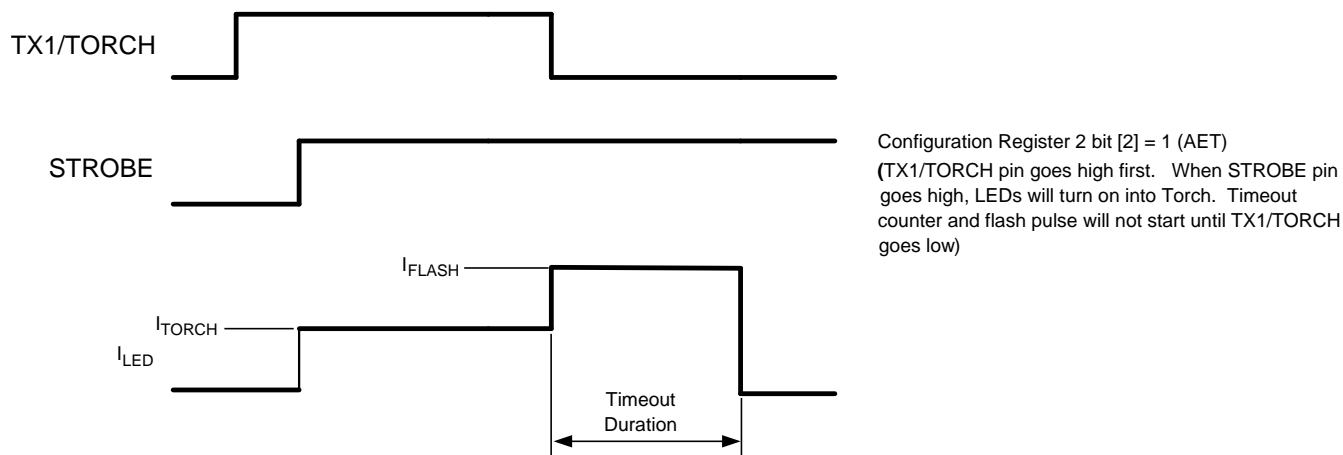 TX1/TORCH
STROBE
Configuration Register 2 bit [2] = 1 (AET)
(TX1/TORCH pin goes high first. When STROBE pin
goes high, LEDs will turn on into Torch. Timeout
counter and flash pulse will not start until TX1/TORCH
goes low)
IFLASH
ITORCH
ILED
Timeout
Duration